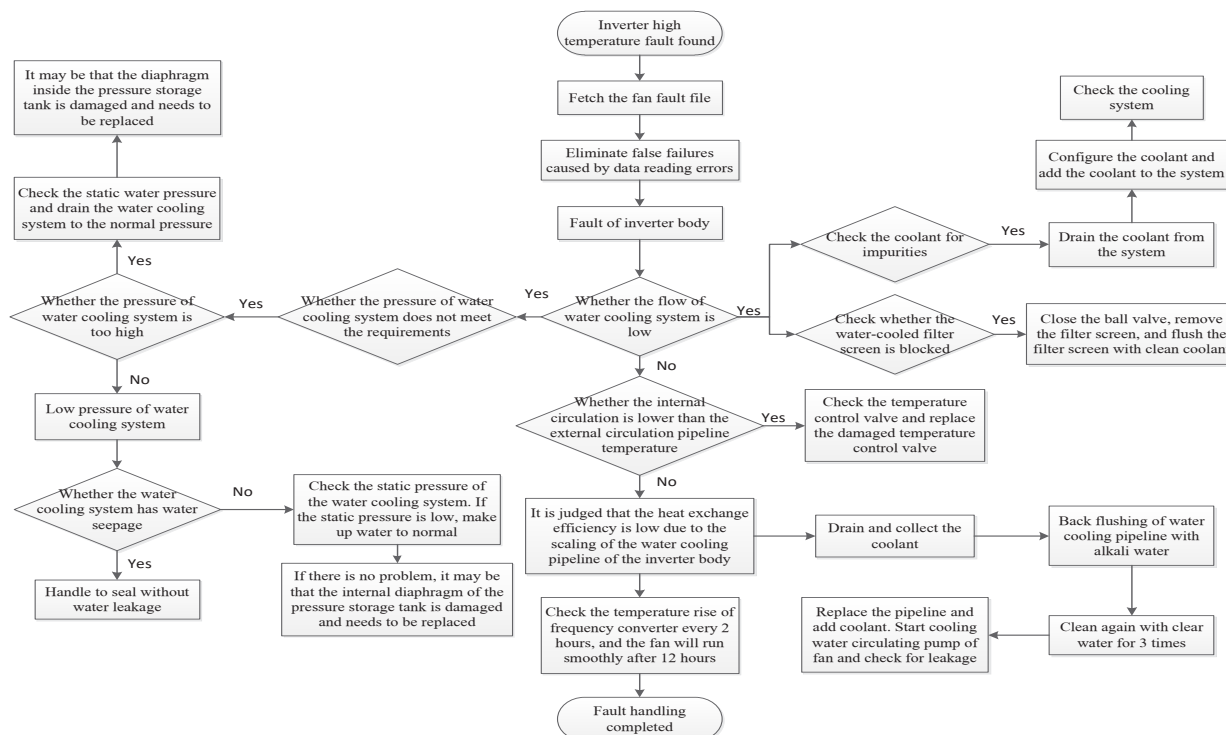 Inverter high
temperature fault found
Fetch the fan fault file
Eliminate false failures
caused by data reading errors
Fault of inverter body
Whether the flow of
water cooling system is
low
Yes
Whether the pressure of water
cooling system does not meet
the requirements
Yes
Whether the pressure of
water cooling system is
too high
Yes
Check the static water pressure
and drain the water cooling
system to the normal pressure
It may be that the diaphragm
inside the pressure storage
tank is damaged and needs to
be replaced
No
Low pressure of water
cooling system
Whether the water
cooling system has water
seepage
No
Check the static pressure of
the water cooling system. If
the static pressure is low, make
up water to normal
If there is no problem, it may be
that the internal diaphragm of the
pressure storage tank is damaged
and needs to be replaced
Yes
Handle to seal without
water leakage
Yes
Check the coolant for
impurities
Yes
Drain the coolant from
the system
Configure the coolant and
add the coolant to the system
Check the cooling
system
Check whether the
water-cooled filter
screen is blocked
Yes
Close the ball valve, remove
the filter screen, and flush the
filter screen with clean coolant
No
Whether the internal
circulation is lower than the
external circulation pipeline
temperature
Yes
Check the temperature
control valve and replace
the damaged temperature
control valve
No
It is judged that the heat exchange
efficiency is low due to the
scaling of the water cooling
pipeline of the inverter body
Drain and collect the
coolant
Back flushing of water
cooling pipeline with
alkali water
Clean again with clear
water for 3 times
Replace the pipeline and
add coolant. Start cooling
water circulating pump of
fan and check for leakage
Check the temperature rise of
frequency converter every 2
hours, and the fan will run
smoothly after 12 hours
Fault handling
completed